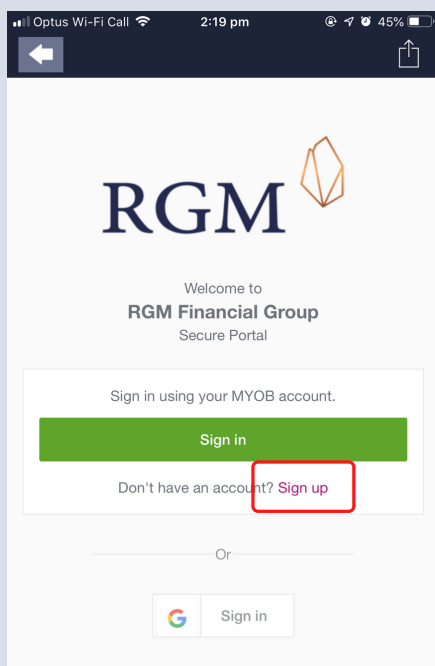 Optus Wi-Fi Call 2:19 pm 45%
RGM
Welcome to
RGM Financial Group
Secure Portal
Sign in using your MYOB account.
Sign in
Don't have an account? Sign up
Or
G Sign in